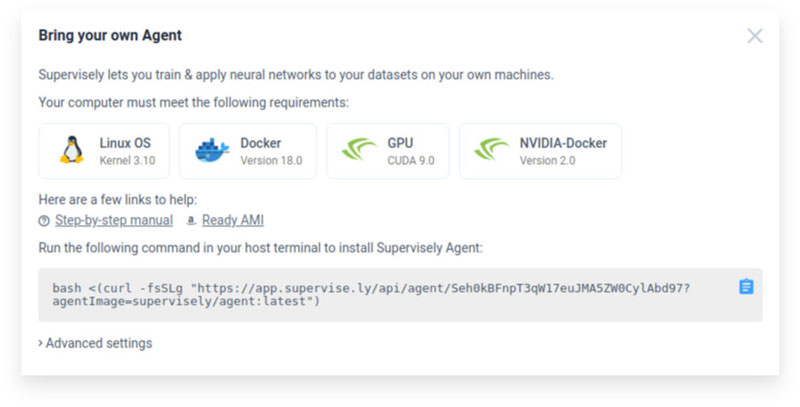 Bring your own Agent
Supervisely lets you train & apply neural networks to your datasets on your own machines.
Your computer must meet the following requirements:
Linux OS
Kernel 3.10
Docker
Version 18.0
GPU
CUDA 9.0
NVIDIA-Docker
Version 2.0
Here are a few links to help:
Step-by-step manual Ready AMI
Run the following command in your host terminal to install Supervisely Agent:
bash <(curl -fsSLg "https://app.supervise.ly/api/agent/Seh0kBFnpT3qW17euJMA5ZW0CylAbd97?
agentImage=supervisely/agent:latest")
› Advanced settings